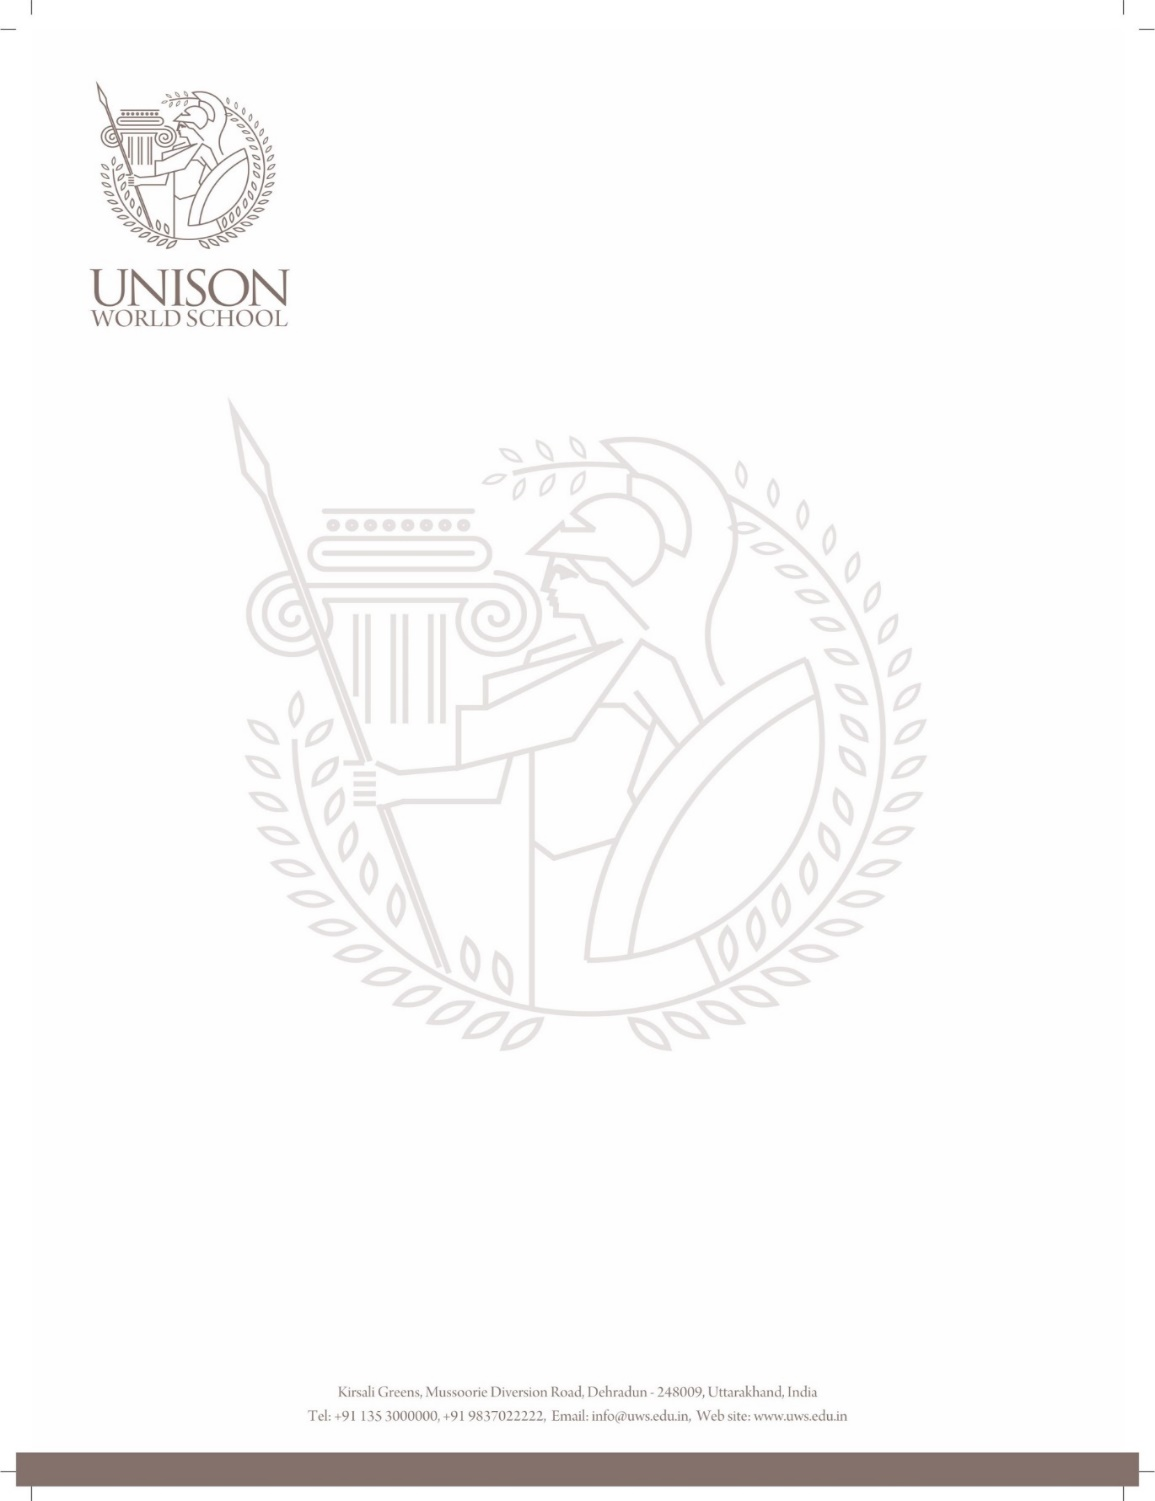 UNISON
WORLD SCHOOL
Kirsali Greens, Mussoorie Diversion Road, Dehradun - 248009, Uttarakhand, India
Tel: +91 135 3000000, +91 9837022222, Email: info@uws.edu.in, Web site: www.uws.edu.in